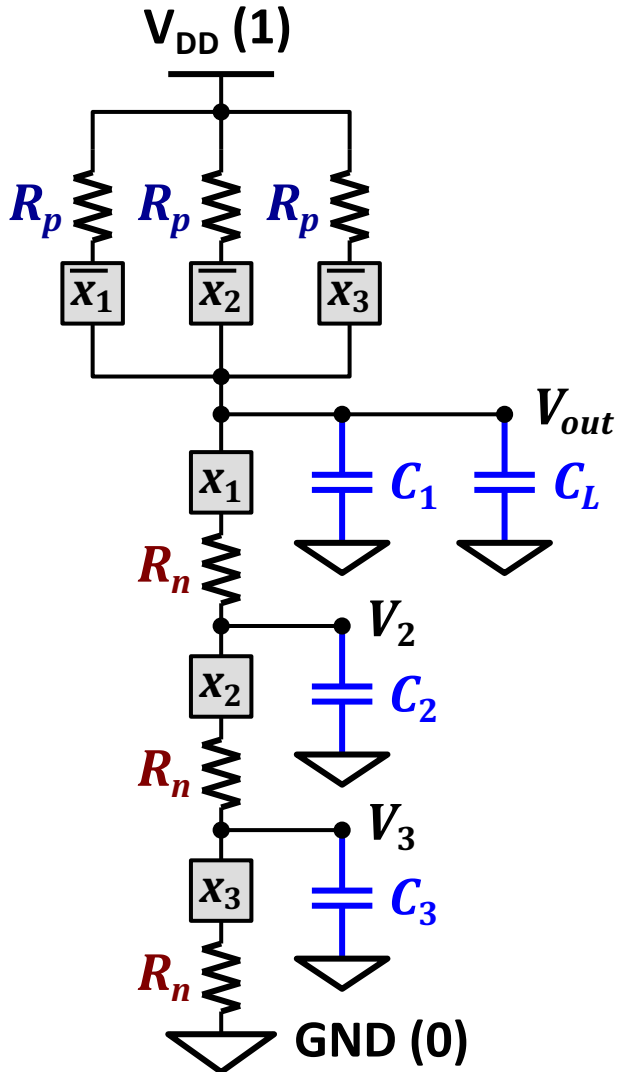 V_DD (1)
R_p R_p R_p
x̄_1 x̄_2 x̄_3
V_out
x_1 C_1 C_L
R_n
V_2
x_2 C_2
R_n
V_3
x_3 C_3
R_n
GND (0)